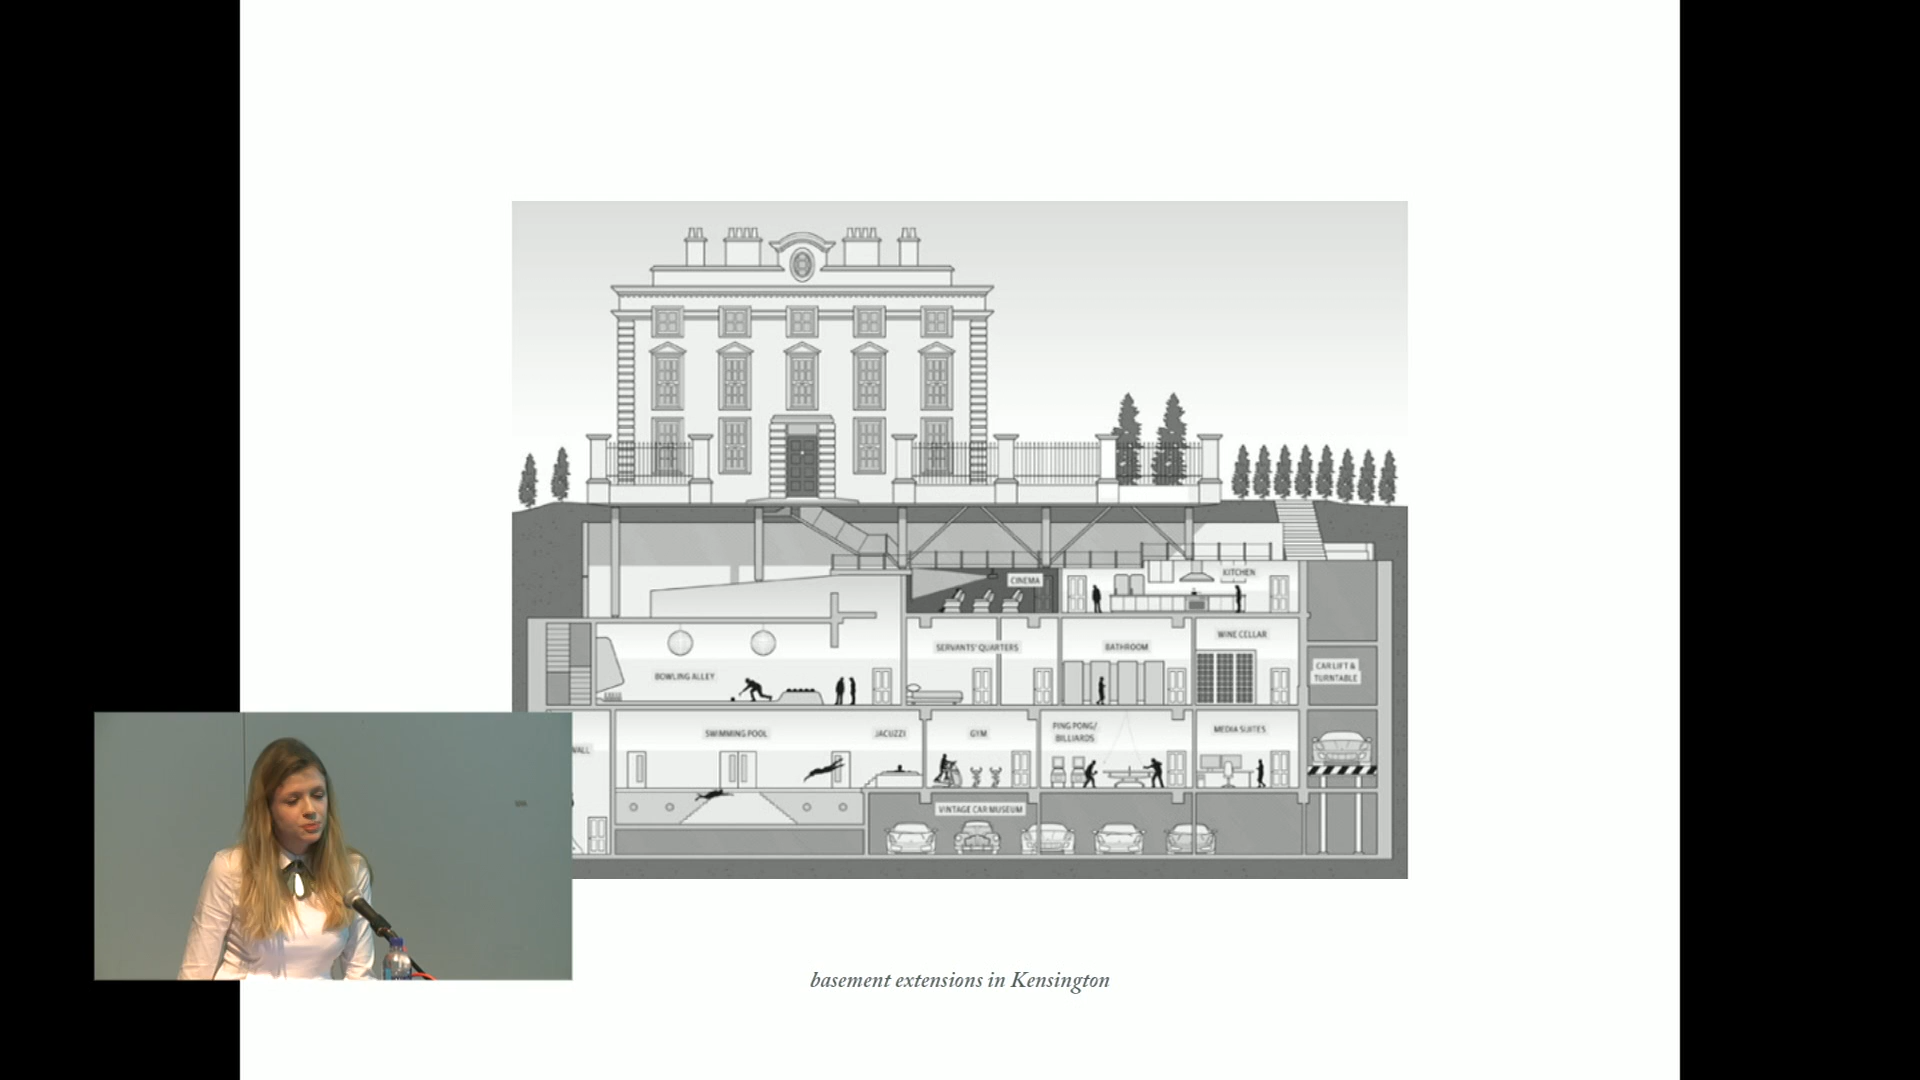 CINEMA
KITCHEN
BOWLING ALLEY
SERVANTS' QUARTERS
BATHROOM
WINE CELLAR
CAR LIFT &
TURNTABLE
WALL
SWIMMING POOL
JACUZZI
GYM
PING PONG/
BILLIARDS
MEDIA SUITES
VINTAGE CAR MUSEUM
basement extensions in Kensington